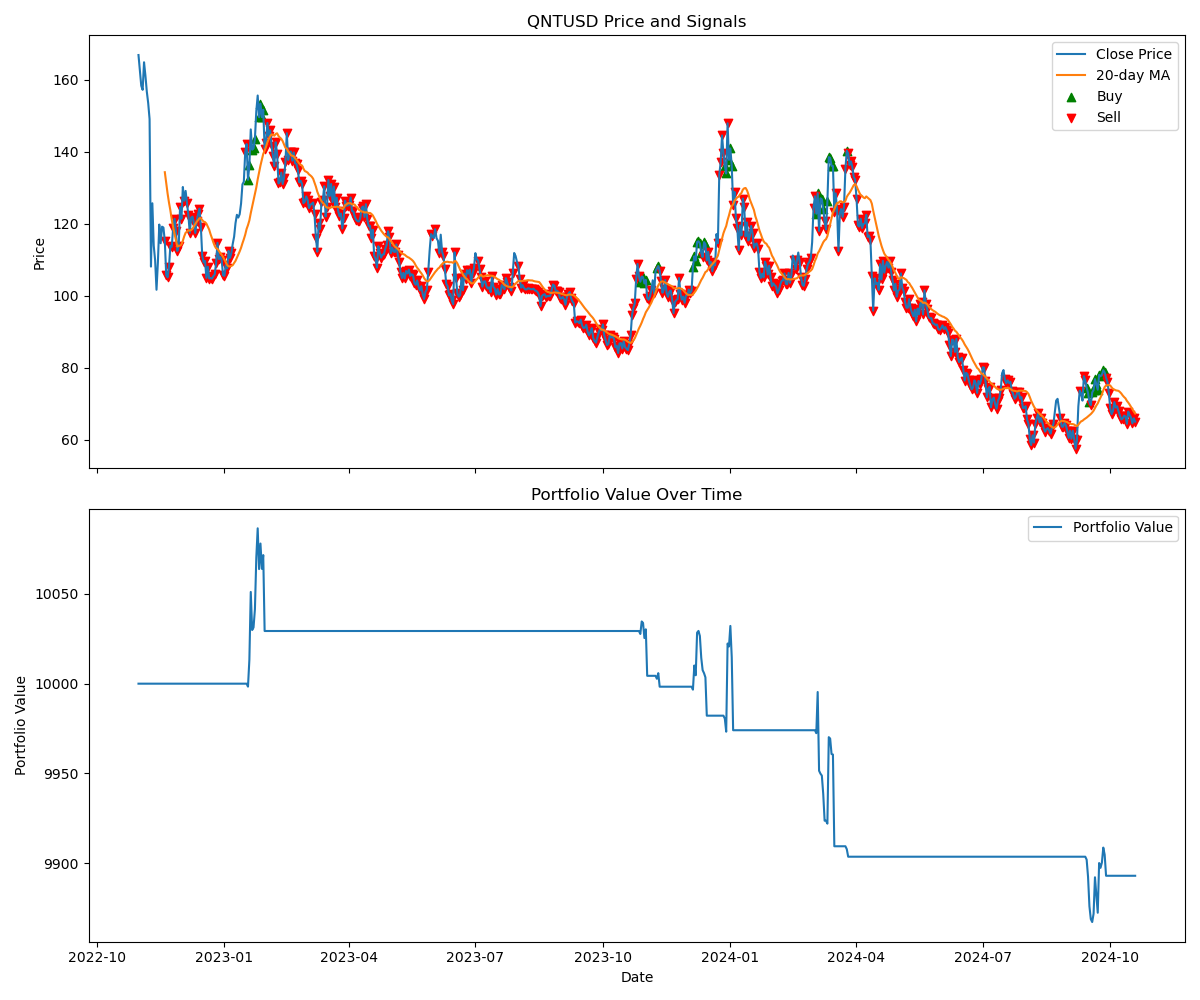 QNTUSD Price and Signals
Price
160
140
120
100
80
60
Close Price
20-day MA
Buy
Sell
Portfolio Value Over Time
Portfolio Value
10050
10000
9950
9900
Portfolio Value
2022-10
2023-01
2023-04
2023-07
2023-10
2024-01
2024-04
2024-07
2024-10
Date